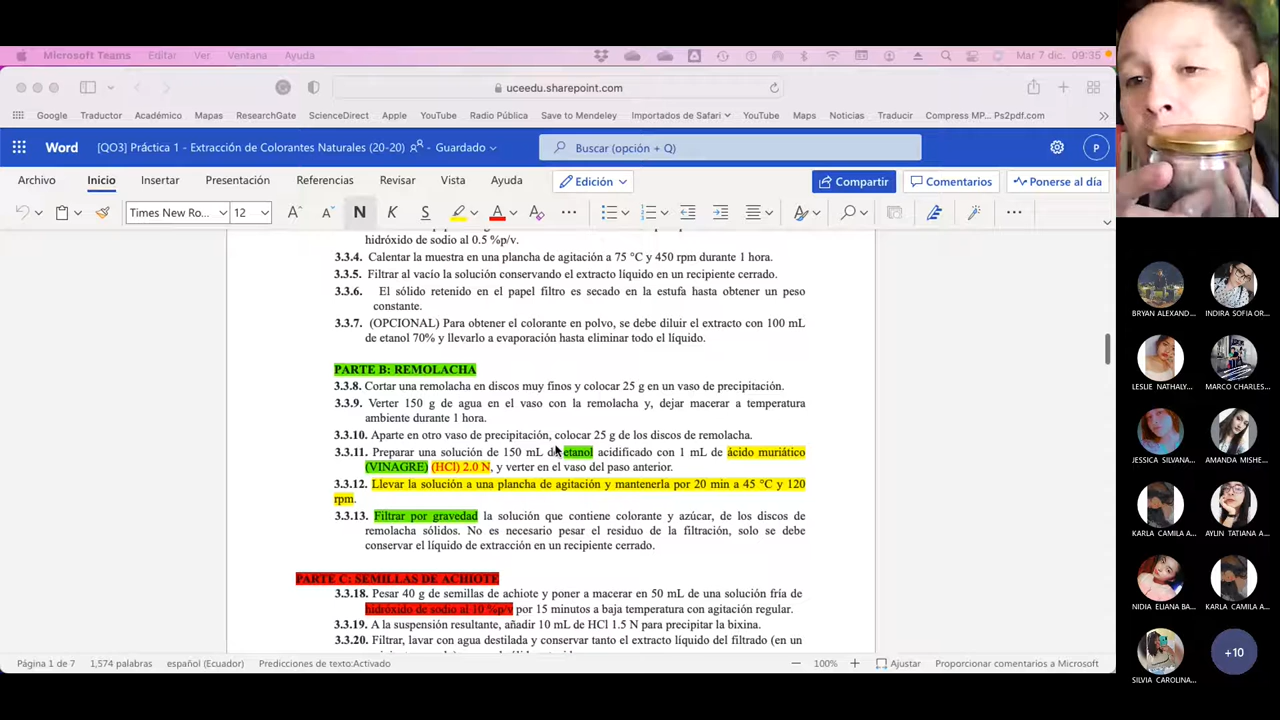 Microsoft Teams Editar Ver Ventana Ayuda Mar 7 dic. 09:35
uceedu.sharepoint.com
Google Traductor Académico Mapas ResearchGate ScienceDirect Apple YouTube Radio Pública Save to Mendeley Importados de Safari YouTube Maps Noticias Traducir Compress MP... Ps2pdf.com
Word [QO3] Práctica 1 - Extracción de Colorantes Naturales (20-20) - Guardado Buscar (opción + Q) P
Archivo Inicio Insertar Presentación Referencias Revisar Vista Ayuda Edición Compartir Comentarios Ponerse al día
Times New Ro... 12 N K S
hidróxido de sodio al 0.5 %p/v.
3.3.4. Calentar la muestra en una plancha de agitación a 75 °C y 450 rpm durante 1 hora.
3.3.5. Filtrar al vacío la solución conservando el extracto líquido en un recipiente cerrado.
3.3.6. El sólido retenido en el papel filtro es secado en la estufa hasta obtener un peso
constante.
3.3.7. (OPCIONAL) Para obtener el colorante en polvo, se debe diluir el extracto con 100 mL
de etanol 70% y llevarlo a evaporación hasta eliminar todo el líquido.
PARTE B: REMOLACHA
3.3.8. Cortar una remolacha en discos muy finos y colocar 25 g en un vaso de precipitación.
3.3.9. Verter 150 g de agua en el vaso con la remolacha y, dejar macerar a temperatura
ambiente durante 1 hora.
3.3.10. Aparte en otro vaso de precipitación, colocar 25 g de los discos de remolacha.
3.3.11. Preparar una solución de 150 mL de etanol acidificado con 1 mL de ácido muriático
(VINAGRE) (HCl) 2.0 N, y verter en el vaso del paso anterior.
3.3.12. Llevar la solución a una plancha de agitación y mantenerla por 20 min a 45 °C y 120
rpm.
3.3.13. Filtrar por gravedad la solución que contiene colorante y azúcar, de los discos de
remolacha sólidos. No es necesario pesar el residuo de la filtración, solo se debe
conservar el líquido de extracción en un recipiente cerrado.
PARTE C: SEMILLAS DE ACHIOTE
3.3.18. Pesar 40 g de semillas de achiote y poner a macerar en 50 mL de una solución fría de
hidróxido de sodio al 10 %p/v por 15 minutos a baja temperatura con agitación regular.
3.3.19. A la suspensión resultante, añadir 10 mL de HCl 1.5 N para precipitar la bixina.
3.3.20. Filtrar, lavar con agua destilada y conservar tanto el extracto líquido del filtrado (en un
Página 1 de 7 1,574 palabras español (Ecuador) Predicciones de texto:Activado 100% Ajustar Proporcionar comentarios a Microsoft
BRYAN ALEXAND... INDIRA SOFIA OR...
LESLIE NATHALY... MARCO CHARLES...
JESSICA SILVANA... AMANDA MISHE...
KARLA CAMILA A... AYLIN TATIANA A...
NIDIA ELIANA BA... KARLA CAMILA A...
SILVIA CAROLINA... +10